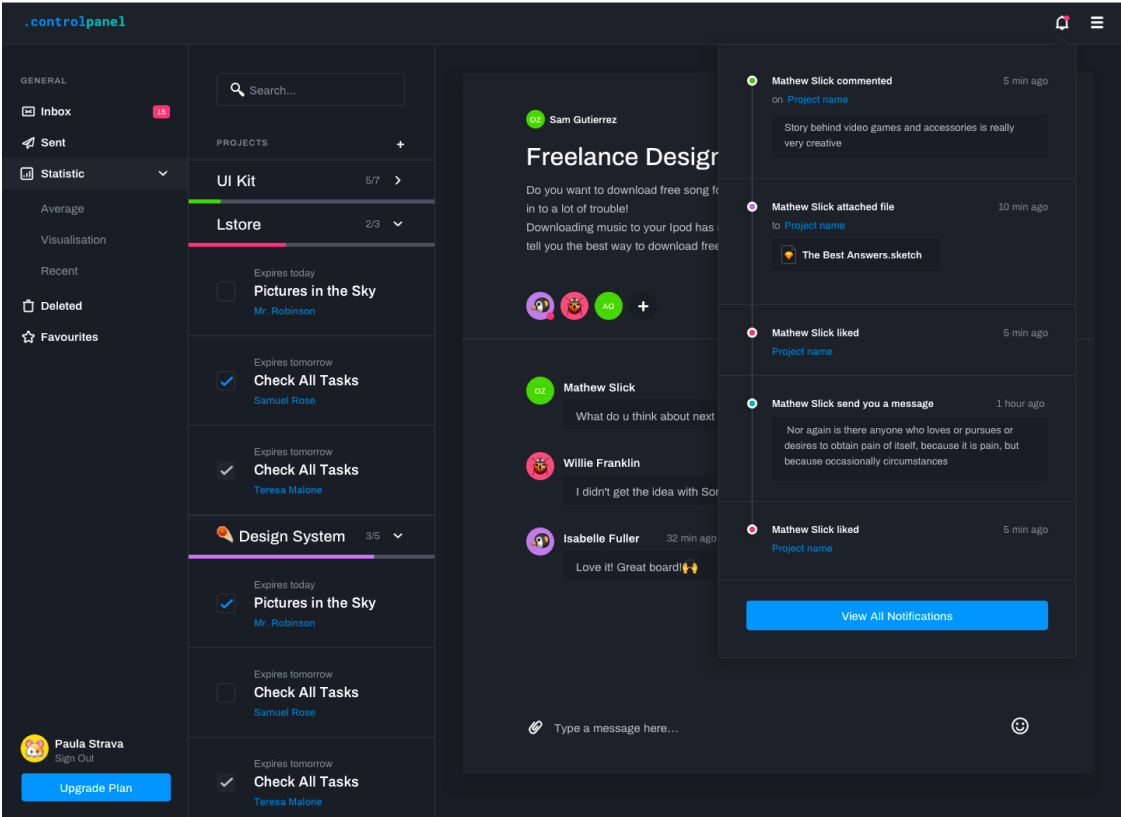 .controlpanel
GENERAL
Inbox
15
Sent
Statistic
Average
Visualisation
Recent
Deleted
Favourites
Paula Strava
Sign Out
Upgrade Plan
Search...
PROJECTS
+
UI Kit
5/7
Lstore
2/3
Expires today
Pictures in the Sky
Mr. Robinson
Expires tomorrow
Check All Tasks
Samuel Rose
Expires tomorrow
Check All Tasks
Teresa Malone
Design System
3/5
Expires today
Pictures in the Sky
Mr. Robinson
Expires tomorrow
Check All Tasks
Samuel Rose
Expires tomorrow
Check All Tasks
Teresa Malone
OZ
Sam Gutierrez
Freelance Design
Do you want to download free song fo
in to a lot of trouble!
Downloading music to your Ipod has
tell you the best way to download free
AO
+
OZ
Mathew Slick
What do u think about next
Willie Franklin
I didn't get the idea with Sor
Isabelle Fuller
32 min ago
Love it! Great board!🙌
Type a message here...
Mathew Slick commented
5 min ago
on Project name
Story behind video games and accessories is really
very creative
Mathew Slick attached file
10 min ago
to Project name
The Best Answers.sketch
Mathew Slick liked
5 min ago
Project name
Mathew Slick send you a message
1 hour ago
Nor again is there anyone who loves or pursues or
desires to obtain pain of itself, because it is pain, but
because occasionally circumstances
Mathew Slick liked
5 min ago
Project name
View All Notifications